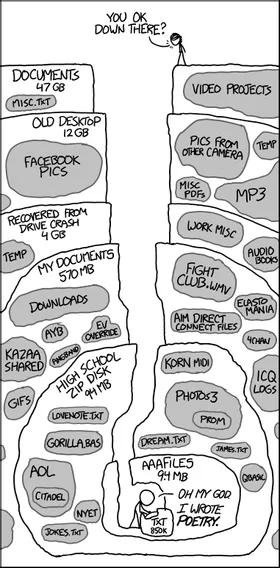 YOU OK
DOWN THERE?
DOCUMENTS
47 GB
MISC.TXT
VIDEO PROJECTS
OLD DESKTOP
12 GB
FACEBOOK
PICS
PICS FROM
OTHER CAMERA
TEMP
MISC
PDFS
MP3
RECOVERED FROM
DRIVE CRASH
4 GB
TEMP
WORK MISC
AUDIO
BOOKS
MY DOCUMENTS
570 MB
DOWNLOADS
FIGHT
CLUB.WMV
ELASTO
MANIA
AYB
EV
OVERRIDE
AIM DIRECT
CONNECT FILES
4CHAN
KAZAA
SHARED
ANGBAND
GIFS
ICQ
LOGS
HIGH SCHOOL
ZIP DISK
94 MB
KORN MIDI
LOVENOTE.TXT
PHOTOS3
PROM
GORILLA.BAS
DREAM.TXT
JAMES.TXT
AOL
CITADEL
NYET
JOKES.TXT
QBASIC
AAAFILES
9.4 MB
OH MY GOD.
I WROTE
POETRY.
TXT
850K